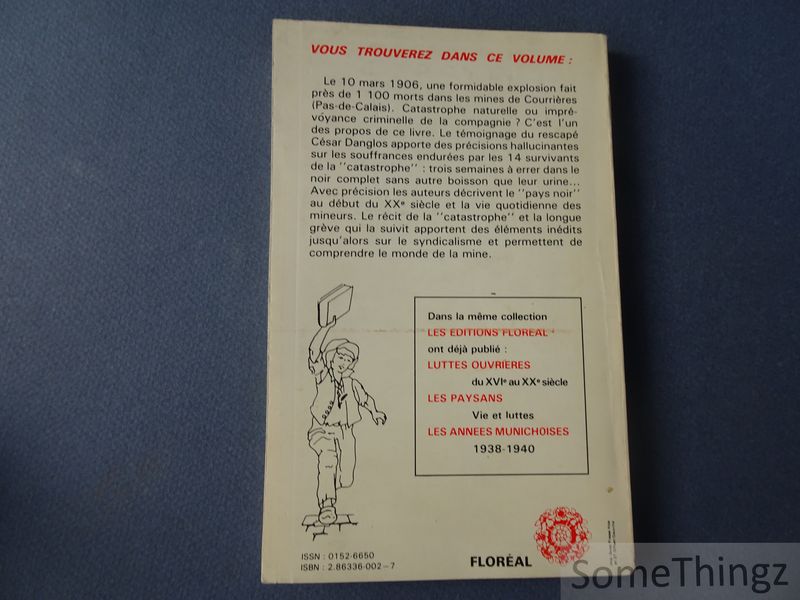 VOUS TROUVEREZ DANS CE VOLUME :
Le 10 mars 1906, une formidable explosion fait
près de 1 100 morts dans les mines de Courrières
(Pas-de-Calais). Catastrophe naturelle ou impré-
voyance criminelle de la compagnie ? C'est l'un
des propos de ce livre. Le témoignage du rescapé
César Danglos apporte des précisions hallucinantes
sur les souffrances endurées par les 14 survivants
de la ''catastrophe'' : trois semaines à errer dans le
noir complet sans autre boisson que leur urine...
Avec précision les auteurs décrivent le ''pays noir''
au début du XXe siècle et la vie quotidienne des
mineurs. Le récit de la ''catastrophe'' et la longue
grève qui la suivit apportent des éléments inédits
jusqu'alors sur le syndicalisme et permettent de
comprendre le monde de la mine.
Dans la même collection
LES EDITIONS FLOREAL
ont déjà publié :
LUTTES OUVRIERES
du XVIe au XXe siècle
LES PAYSANS
Vie et luttes
LES ANNEES MUNICHOISES
1938-1940
ISSN : 0152-6650
ISBN : 2.86336-002-7
FLORÉAL
SomeThingz